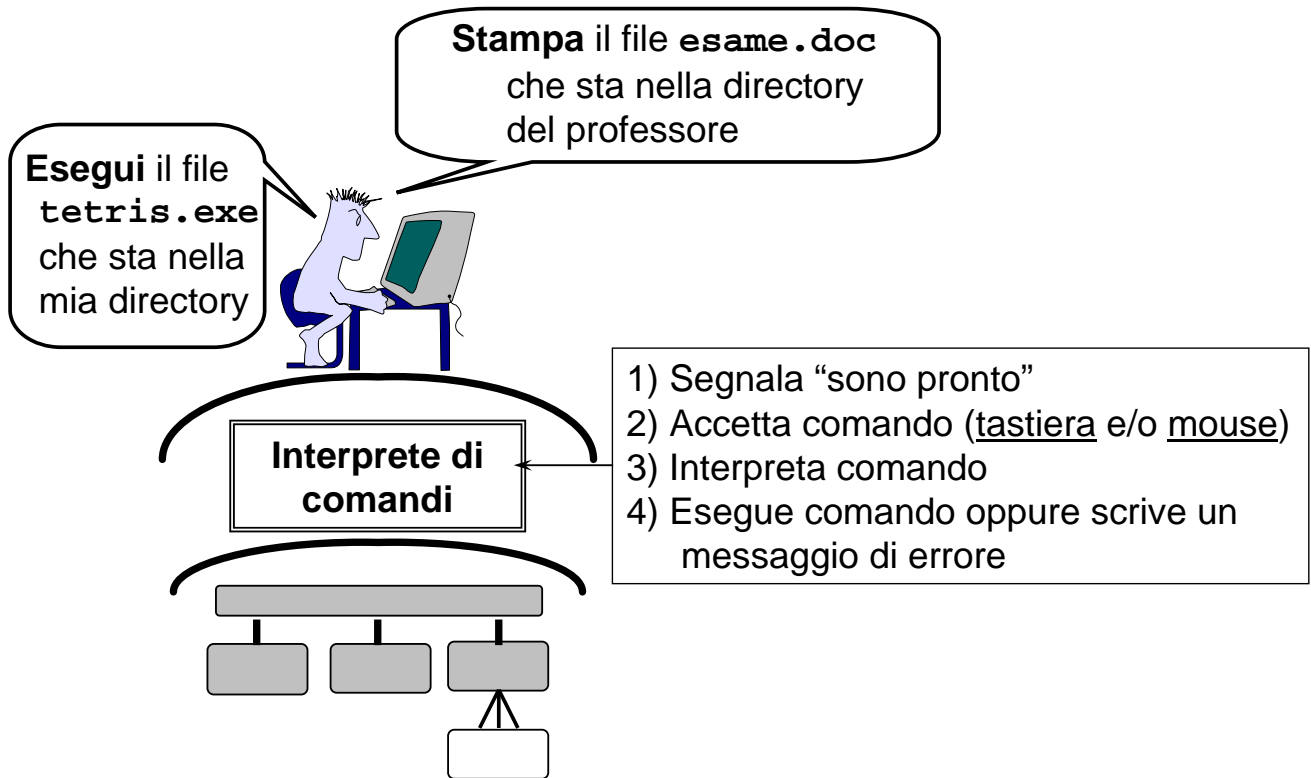 Stampa il file esame.doc
che sta nella directory
del professore
Esegui il file
tetris.exe
che sta nella
mia directory
Interprete di
comandi
1) Segnala “sono pronto”
2) Accetta comando (tastiera e/o mouse)
3) Interpreta comando
4) Esegue comando oppure scrive un
messaggio di errore